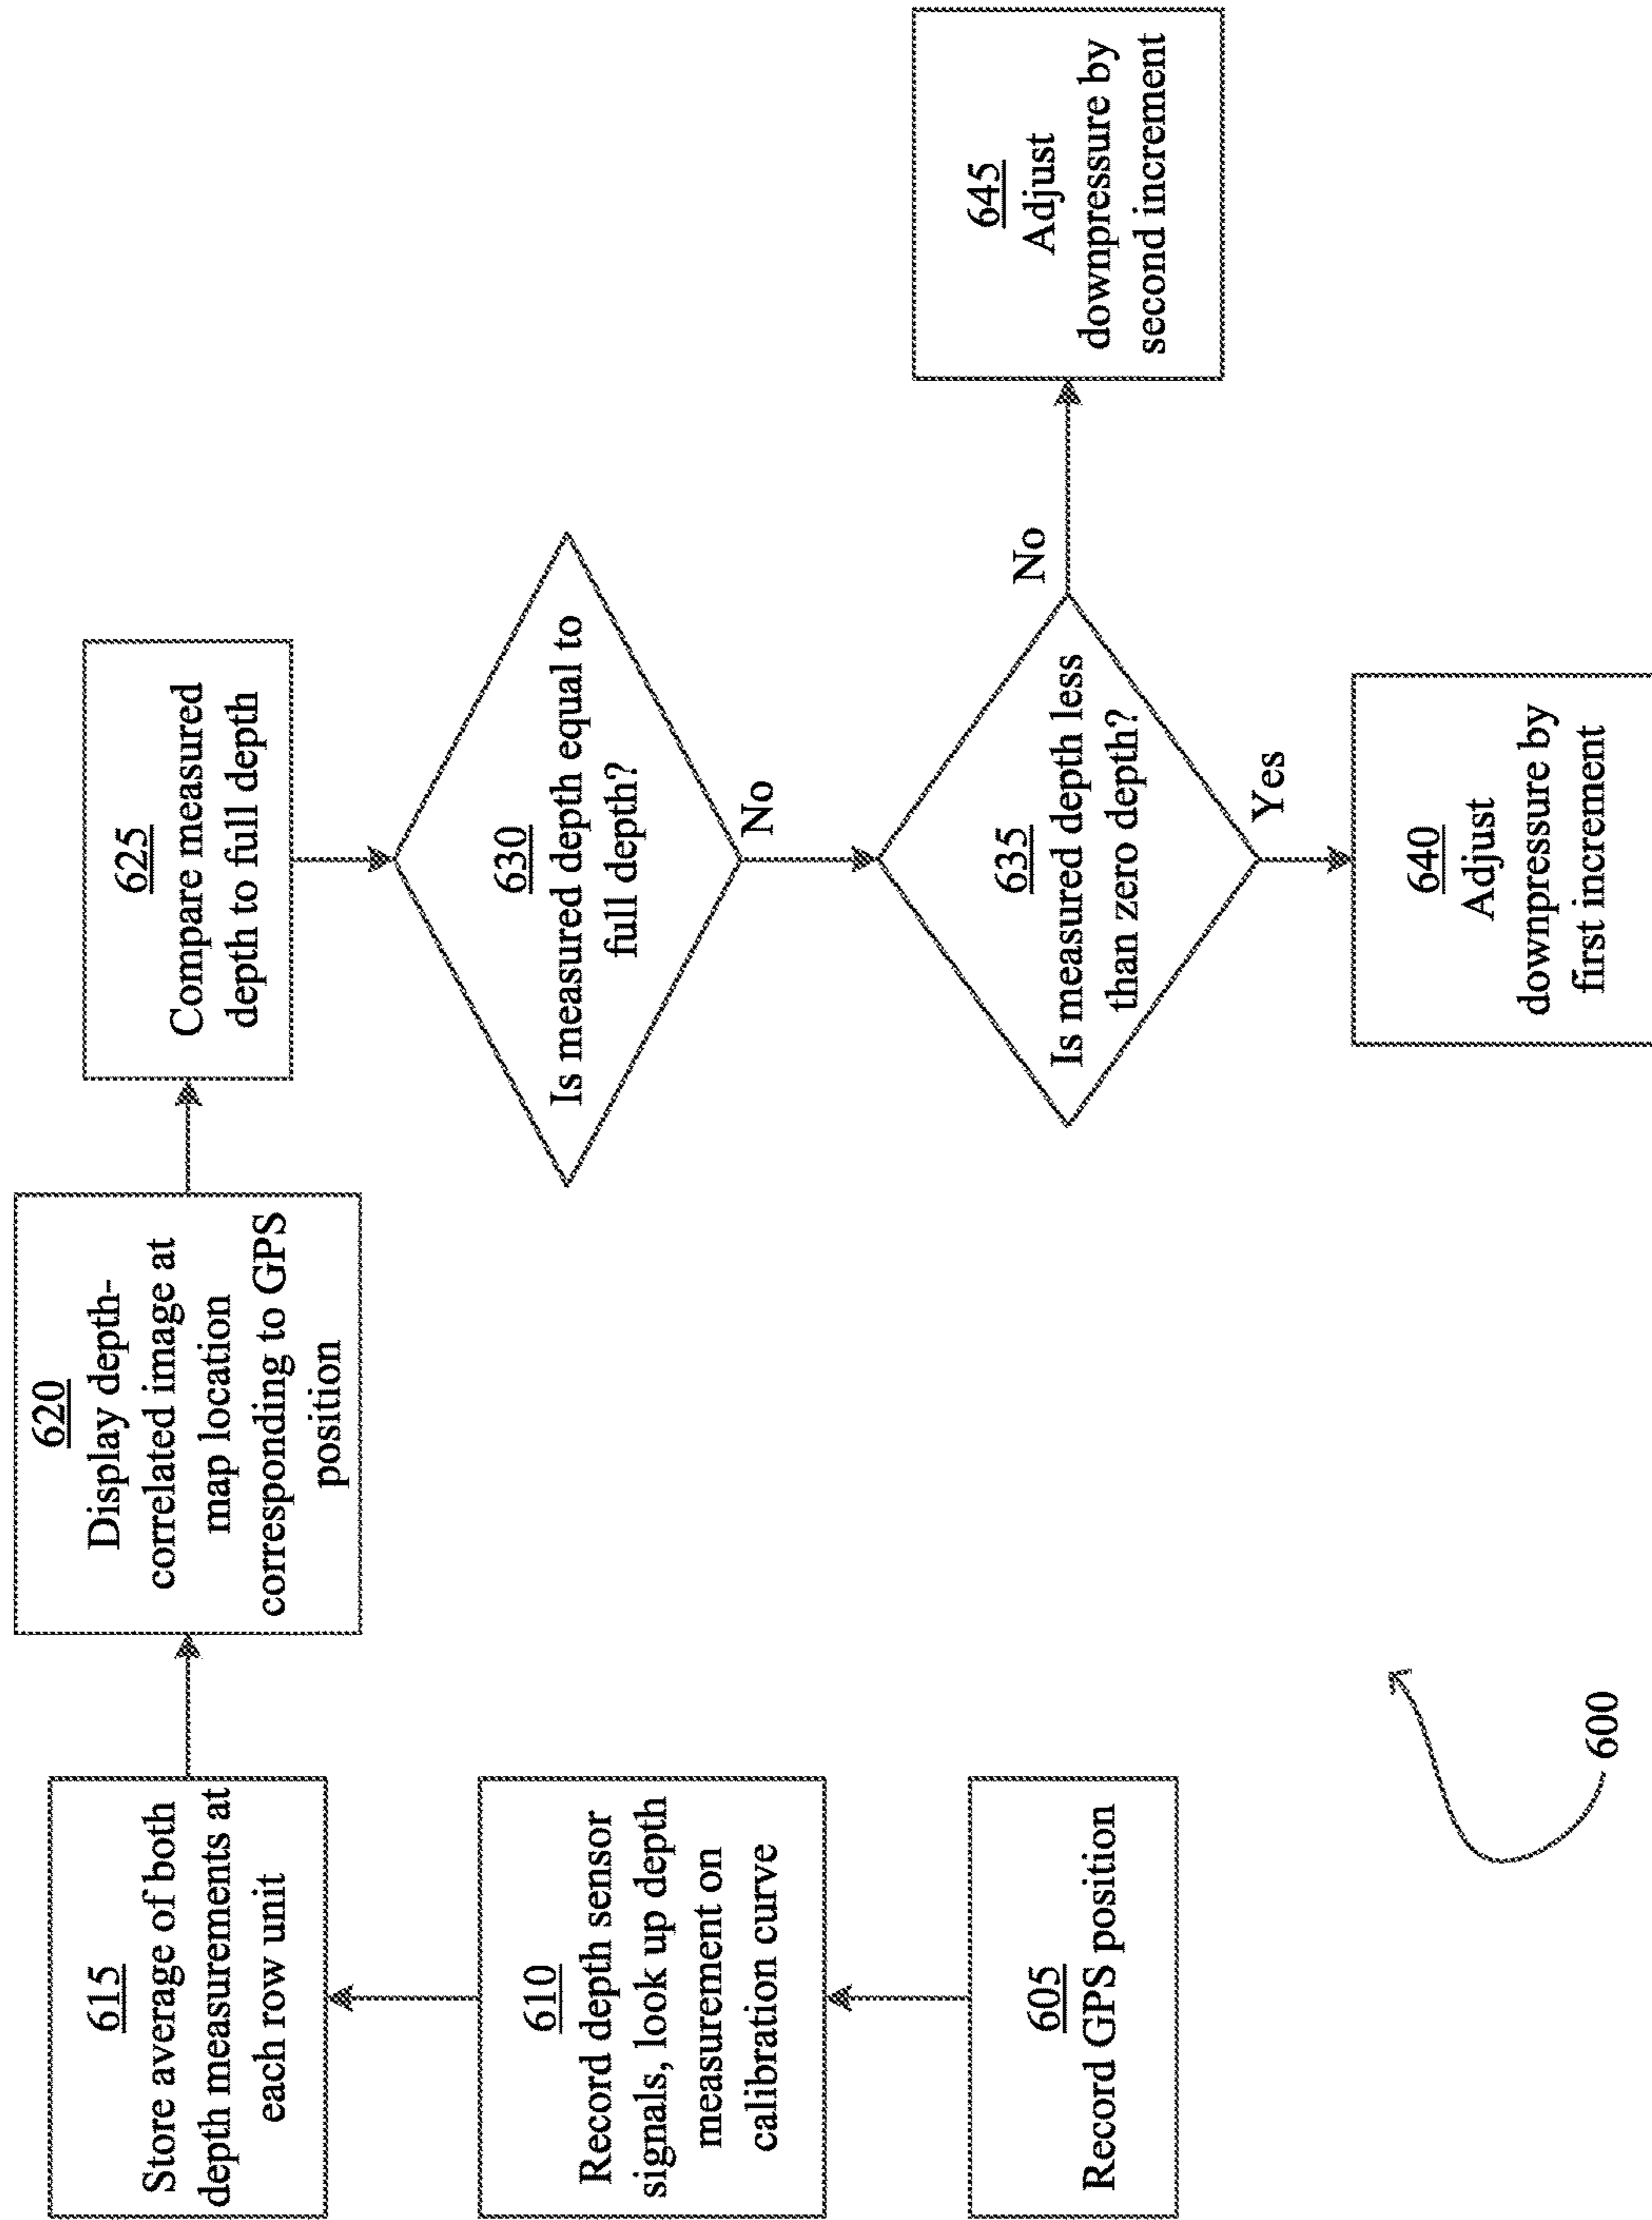 605
Record GPS position
610
Record depth sensor
signals, look up depth
measurement on
calibration curve
615
Store average of both
depth measurements at
each row unit
620
Display depth-
correlated image at
map location
corresponding to GPS
position
625
Compare measured
depth to full depth
630
Is measured depth equal to
full depth?
No
635
Is measured depth less
than zero depth?
No
Yes
640
Adjust
downpressure by
first increment
645
Adjust
downpressure by
second increment
600